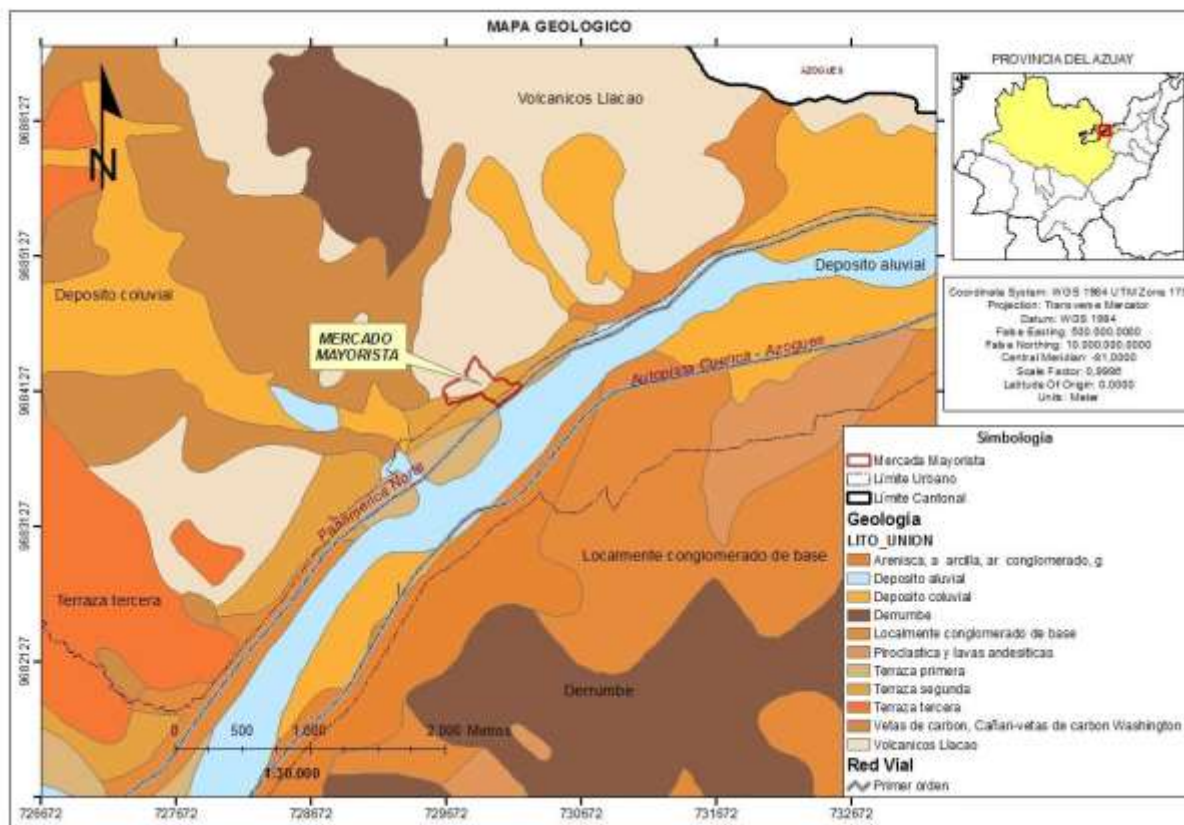 MAPA GEOLOGICO
AZOGUES
Volcanicos Llacao
N
Deposito aluvial
Deposito coluvial
MERCADO
MAYORISTA
Autopista Cuenca - Azogues
Panamerica Norte
Localmente conglomerado de base
Terraza tercera
Derrumbe
0 500 1.000 2.000 Metros
1:30.000
9686127
9685127
9684127
9683127
9682127
726672 727672 728672 729672 730672 731672 732672
PROVINCIA DEL AZUAY
Coordinate System: WGS 1984 UTM Zone 17S
Projection: Transverse Mercator
Datum: WGS 1984
False Easting: 500.000,0000
False Northing: 10.000.000,0000
Central Meridian: -81,0000
Scale Factor: 0,9996
Latitude Of Origin: 0,0000
Units: Meter
Simbología
Mercada Mayorista
Límite Urbano
Límite Cantonal
Geología
LITO_UNION
Arenisca, a arcilla, ar conglomerado, g
Deposito aluvial
Deposito coluvial
Derrumbe
Localmente conglomerado de base
Piroclastica y lavas andesiticas
Terraza primera
Terraza segunda
Terraza tercera
Vetas de carbon, Cañari-vetas de carbon Washington
Volcanicos Llacao
Red Vial
Primer orden